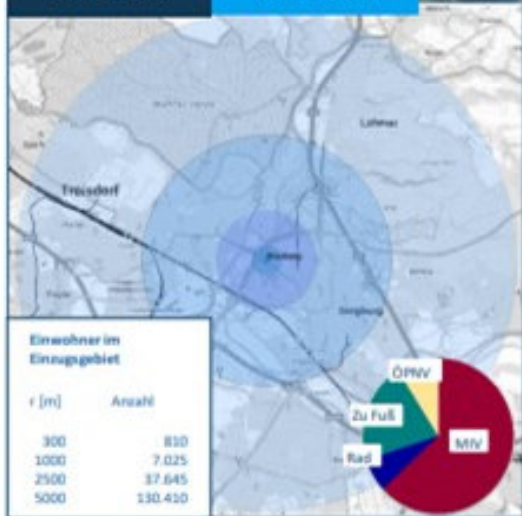 Lohmar
Troisdorf
Siegburg
Einwohner im
Einzugsgebiet
r [m] Anzahl
300 810
1000 7.025
2500 37.645
5000 130.410
ÖPNV
Zu Fuß
MIV
Rad